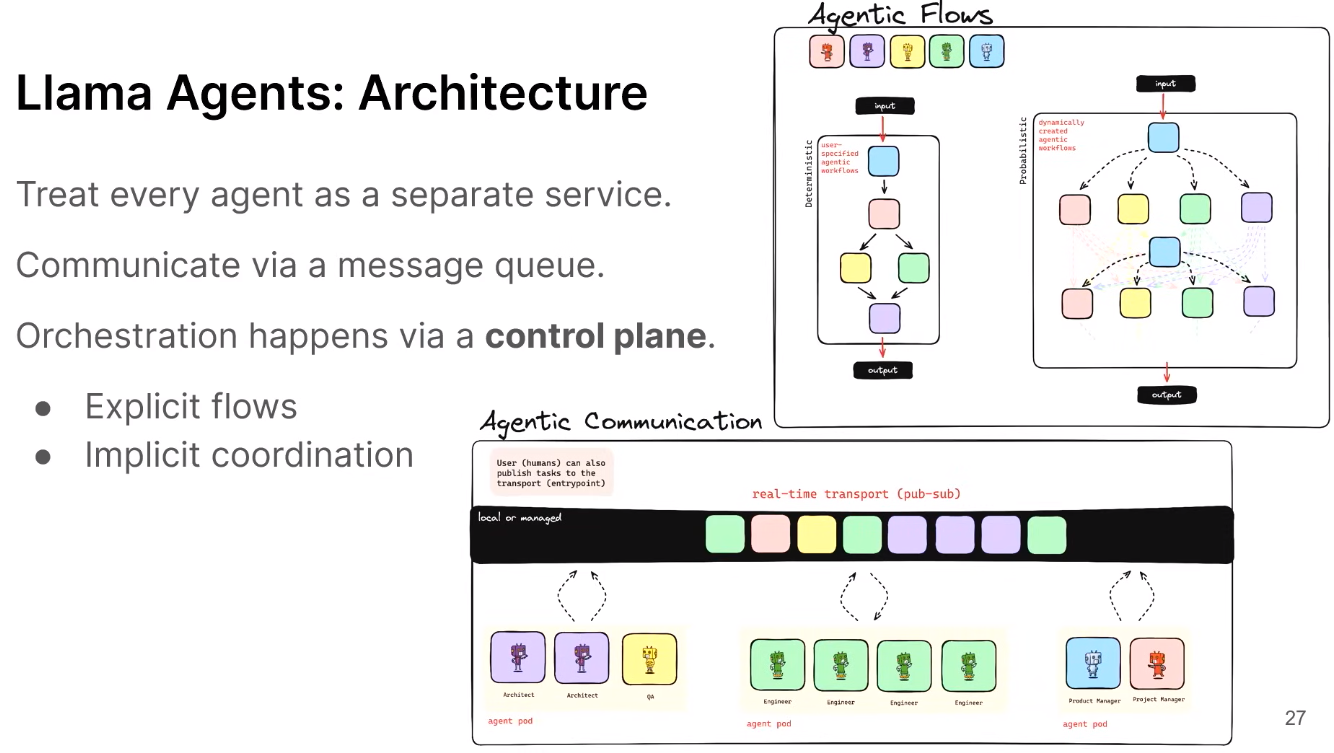 Llama Agents: Architecture
Treat every agent as a separate service.
Communicate via a message queue.
Orchestration happens via a control plane.
● Explicit flows
● Implicit coordination
Agentic Flows
input
Deterministic
user-
specified
agentic
workflows
output
input
Probabilistic
dynamically
created
agentic
workflows
output
Agentic Communication
User (humans) can also
publish tasks to the
transport (entrypoint)
real-time transport (pub-sub)
local or managed
Architect
Architect
QA
agent pod
Engineer
Engineer
Engineer
Engineer
agent pod
Product Manager
Project Manager
agent pod
27